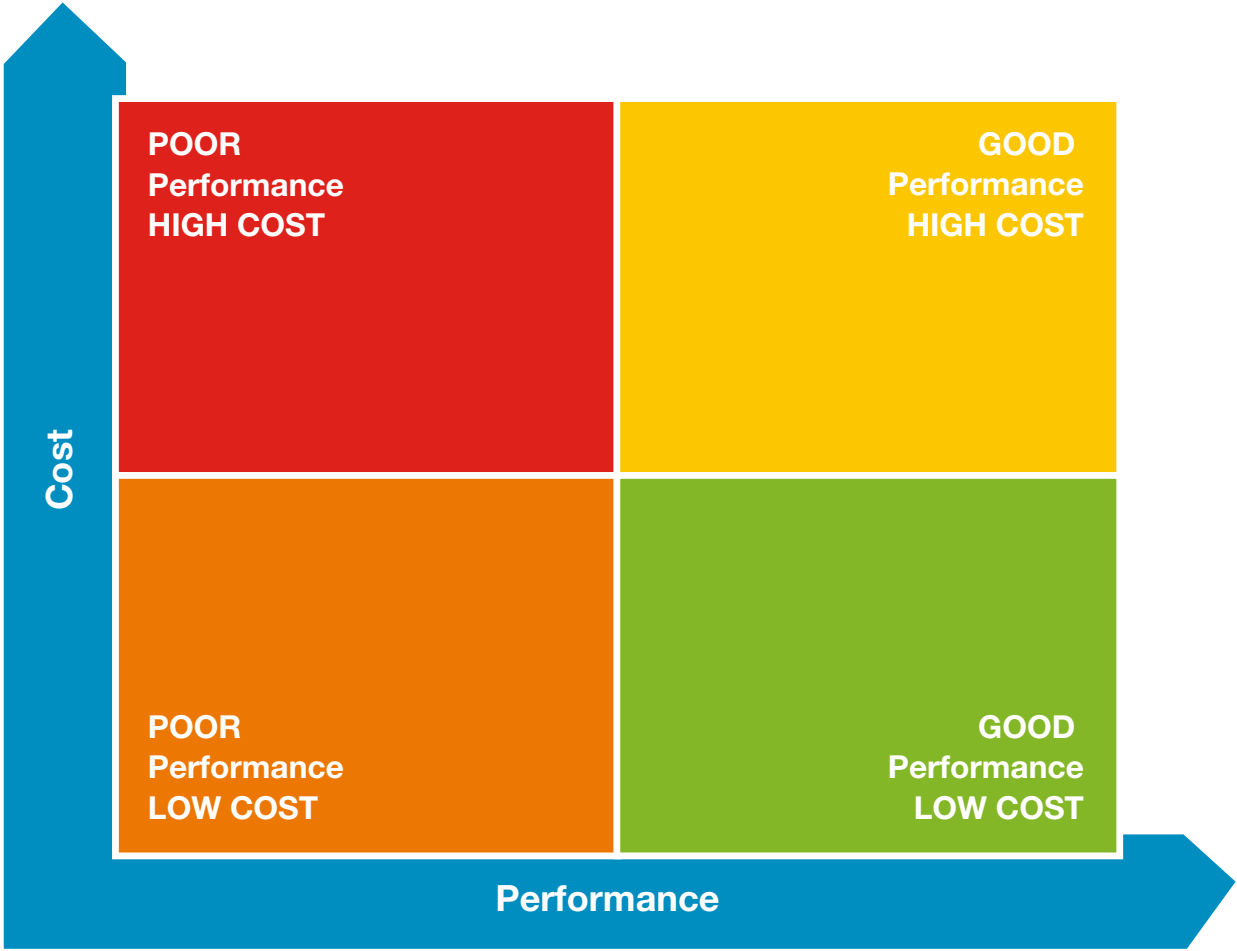 POOR
Performance
HIGH COST
GOOD
Performance
HIGH COST
Cost
POOR
Performance
LOW COST
GOOD
Performance
LOW COST
Performance